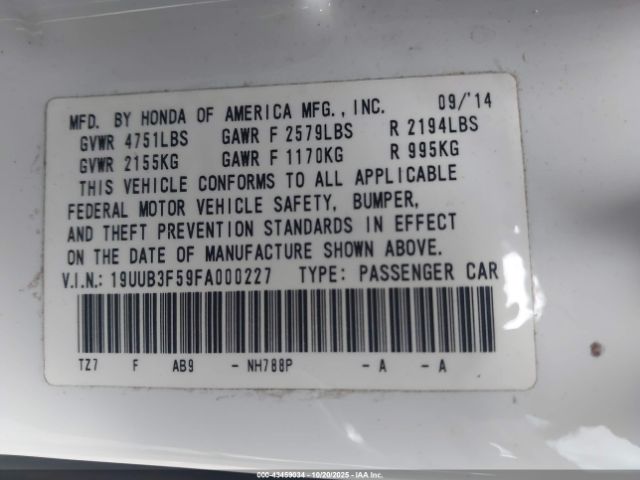 MFD. BY HONDA OF AMERICA MFG., INC. 09/'14
GVWR 4751LBS GAWR F 2579LBS R 2194LBS
GVWR 2155KG GAWR F 1170KG R 995KG
THIS VEHICLE CONFORMS TO ALL APPLICABLE
FEDERAL MOTOR VEHICLE SAFETY, BUMPER,
AND THEFT PREVENTION STANDARDS IN EFFECT
ON THE DATE OF MANUFACTURE SHOWN ABOVE.
V.I.N.: 19UUB3F59FA000227 TYPE: PASSENGER CAR
TZ7 F AB9 - NH788P - A - A
000-43459034 - 10/20/2025 - IAA Inc.